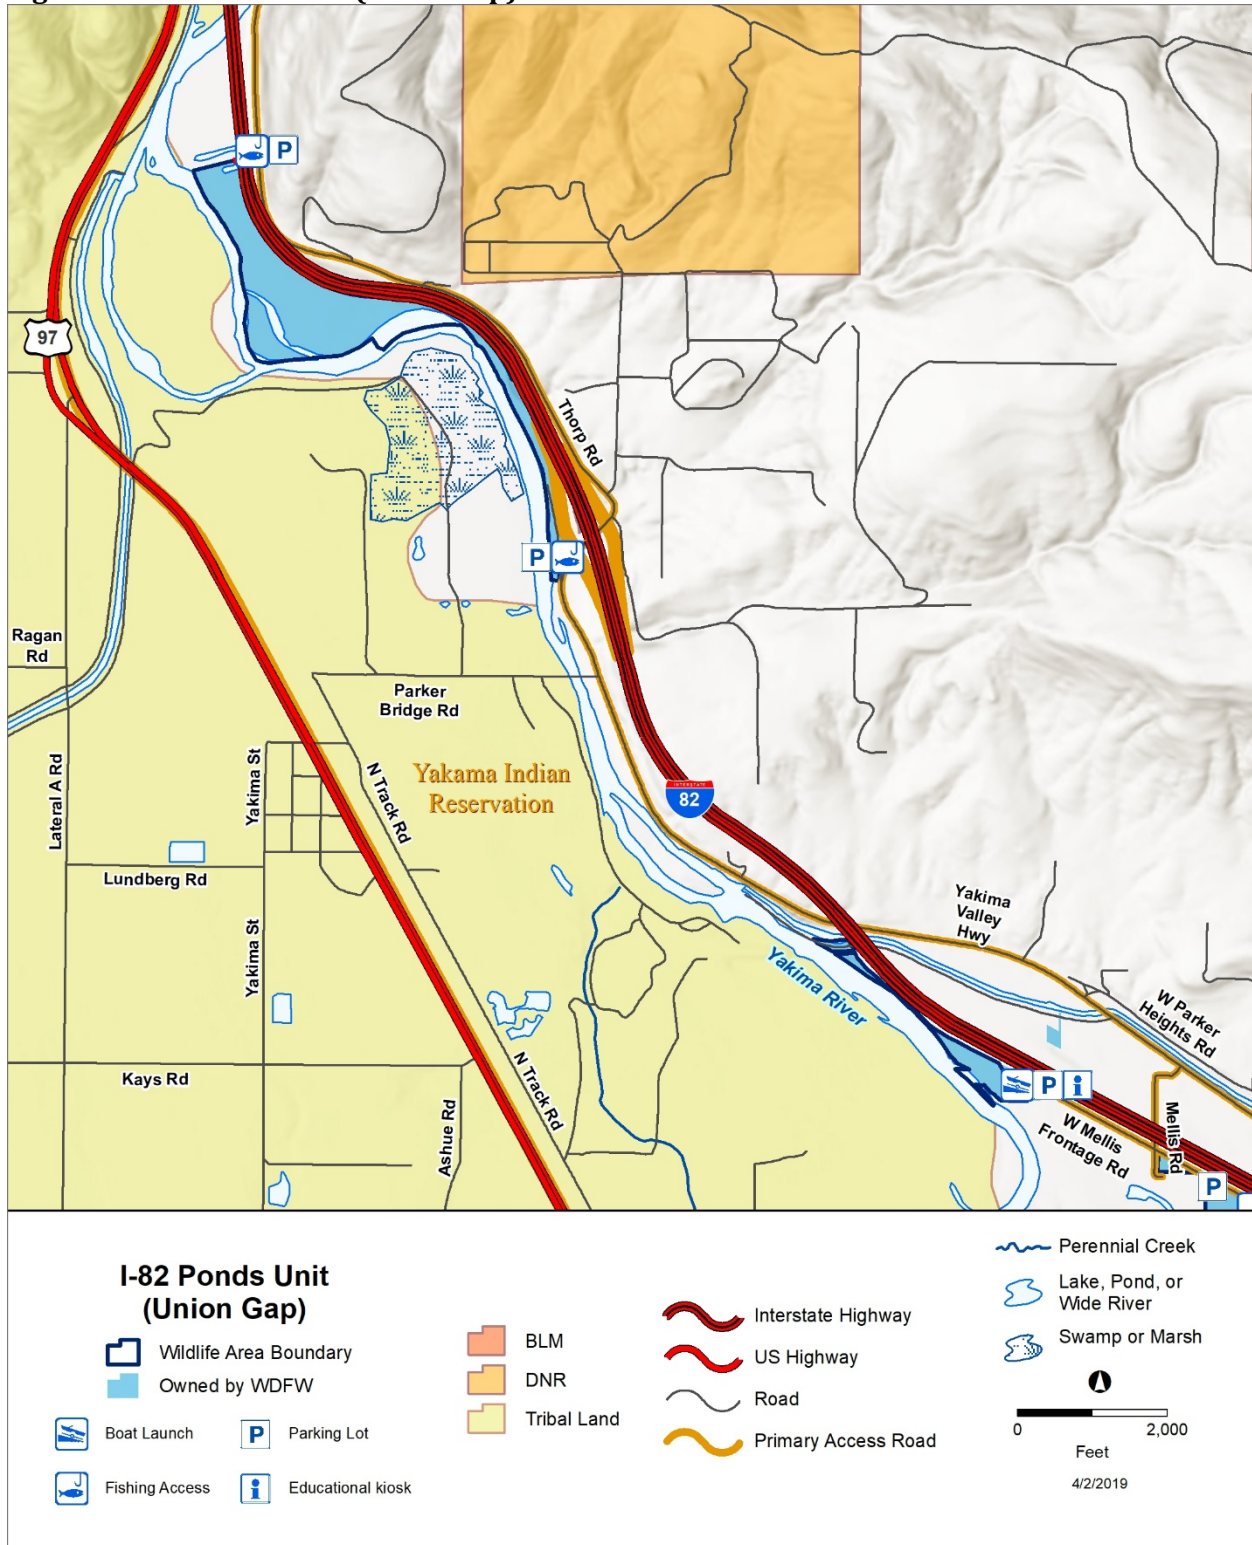 P
97
Thorp Rd
P
Ragan
Rd
Parker
Bridge Rd
Lateral A Rd
Yakima St
N Track Rd
Yakama Indian
Reservation
INTERSTATE
82
Lundberg Rd
Yakima
Valley
Hwy
Yakima St
Yakima River
W Parker
Heights Rd
N Track Rd
Kays Rd
P
i
Ashue Rd
W Mellis
Frontage Rd
Mellis Rd
P
I-82 Ponds Unit
(Union Gap)
Wildlife Area Boundary
Owned by WDFW
Boat Launch
P
Parking Lot
Fishing Access
i
Educational kiosk
BLM
DNR
Tribal Land
Interstate Highway
US Highway
Road
Primary Access Road
Perennial Creek
Lake, Pond, or
Wide River
Swamp or Marsh
0
2,000
Feet
4/2/2019